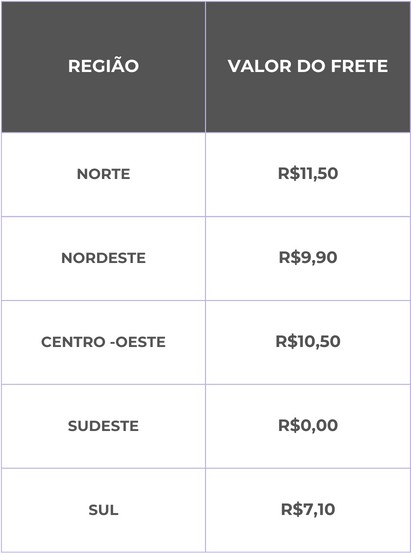 REGIÃO VALOR DO FRETE
NORTE R$11,50
NORDESTE R$9,90
CENTRO -OESTE R$10,50
SUDESTE R$0,00
SUL R$7,10